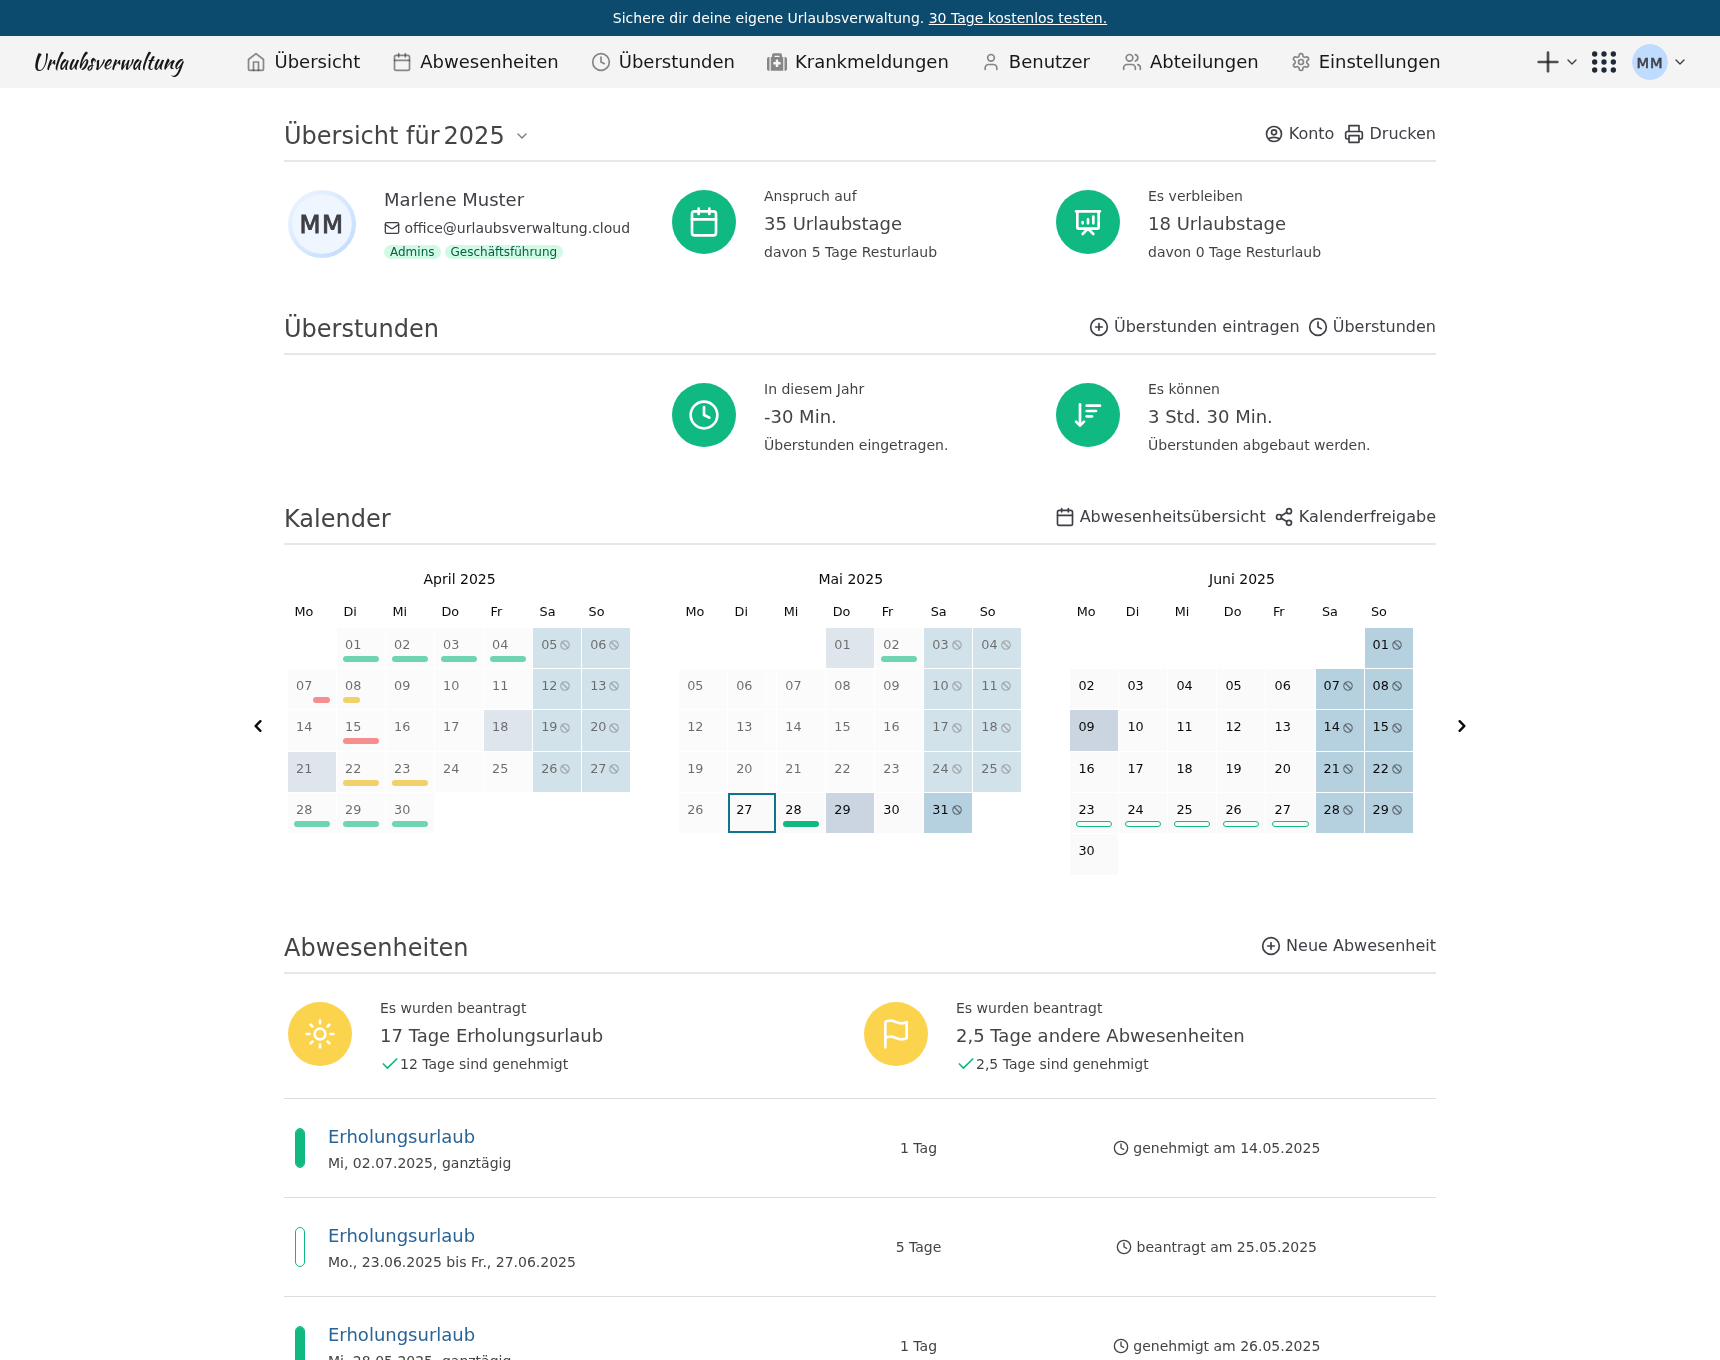 Sichere dir deine eigene Urlaubsverwaltung. 30 Tage kostenlos testen.
Urlaubsverwaltung Übersicht Abwesenheiten Überstunden Krankmeldungen Benutzer Abteilungen Einstellungen MM
Übersicht für 2025 Konto Drucken
MM
Marlene Muster
office@urlaubsverwaltung.cloud
Admins Geschäftsführung
Anspruch auf
35 Urlaubstage
davon 5 Tage Resturlaub
Es verbleiben
18 Urlaubstage
davon 0 Tage Resturlaub
Überstunden Überstunden eintragen Überstunden
In diesem Jahr
-30 Min.
Überstunden eingetragen.
Es können
3 Std. 30 Min.
Überstunden abgebaut werden.
Kalender Abwesenheitsübersicht Kalenderfreigabe
April 2025
Mo Di Mi Do Fr Sa So
01 02 03 04 05 06
07 08 09 10 11 12 13
14 15 16 17 18 19 20
21 22 23 24 25 26 27
28 29 30
Mai 2025
Mo Di Mi Do Fr Sa So
01 02 03 04
05 06 07 08 09 10 11
12 13 14 15 16 17 18
19 20 21 22 23 24 25
26 27 28 29 30 31
Juni 2025
Mo Di Mi Do Fr Sa So
01
02 03 04 05 06 07 08
09 10 11 12 13 14 15
16 17 18 19 20 21 22
23 24 25 26 27 28 29
30
Abwesenheiten Neue Abwesenheit
Es wurden beantragt
17 Tage Erholungsurlaub
12 Tage sind genehmigt
Es wurden beantragt
2,5 Tage andere Abwesenheiten
2,5 Tage sind genehmigt
Erholungsurlaub
Mi, 02.07.2025, ganztägig
1 Tag
genehmigt am 14.05.2025
Erholungsurlaub
Mo., 23.06.2025 bis Fr., 27.06.2025
5 Tage
beantragt am 25.05.2025
Erholungsurlaub
Mi, 28.05.2025, ganztägig
1 Tag
genehmigt am 26.05.2025